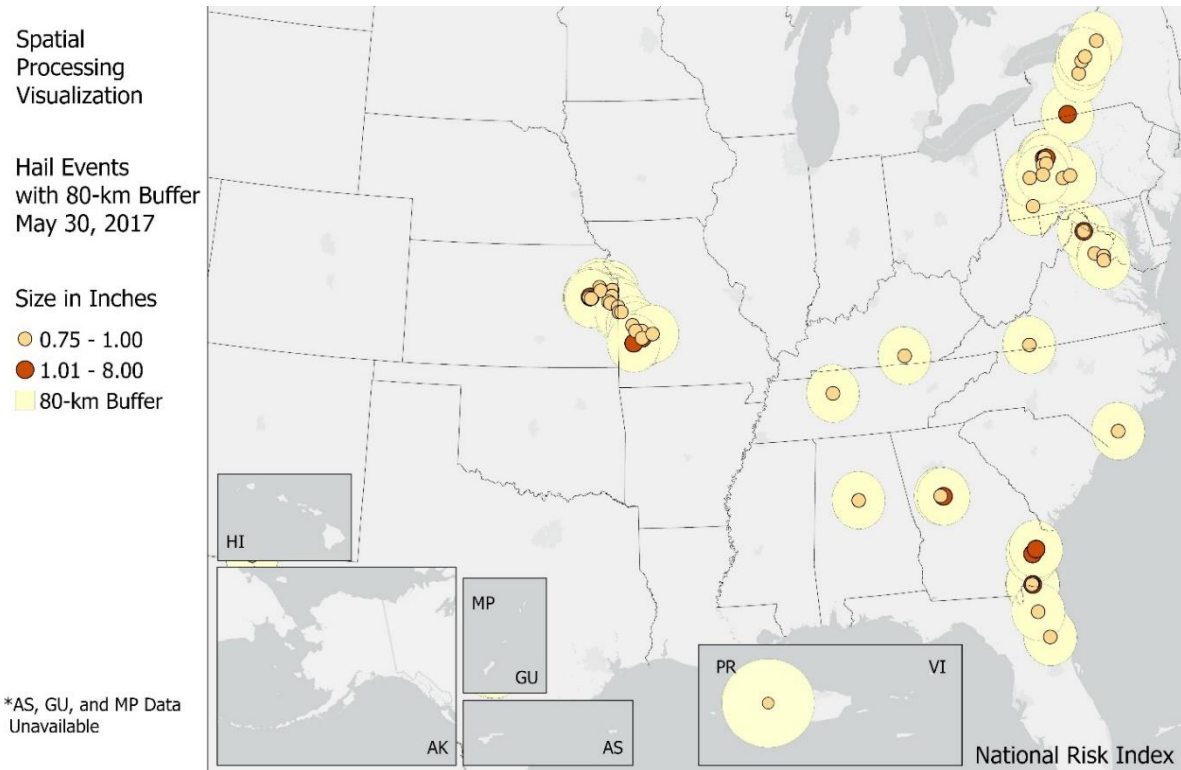 Spatial
Processing
Visualization
Hail Events
with 80-km Buffer
May 30, 2017
Size in Inches
0.75 - 1.00
1.01 - 8.00
80-km Buffer
HI
MP
GU
PR
VI
AK
AS
*AS, GU, and MP Data
Unavailable
National Risk Index